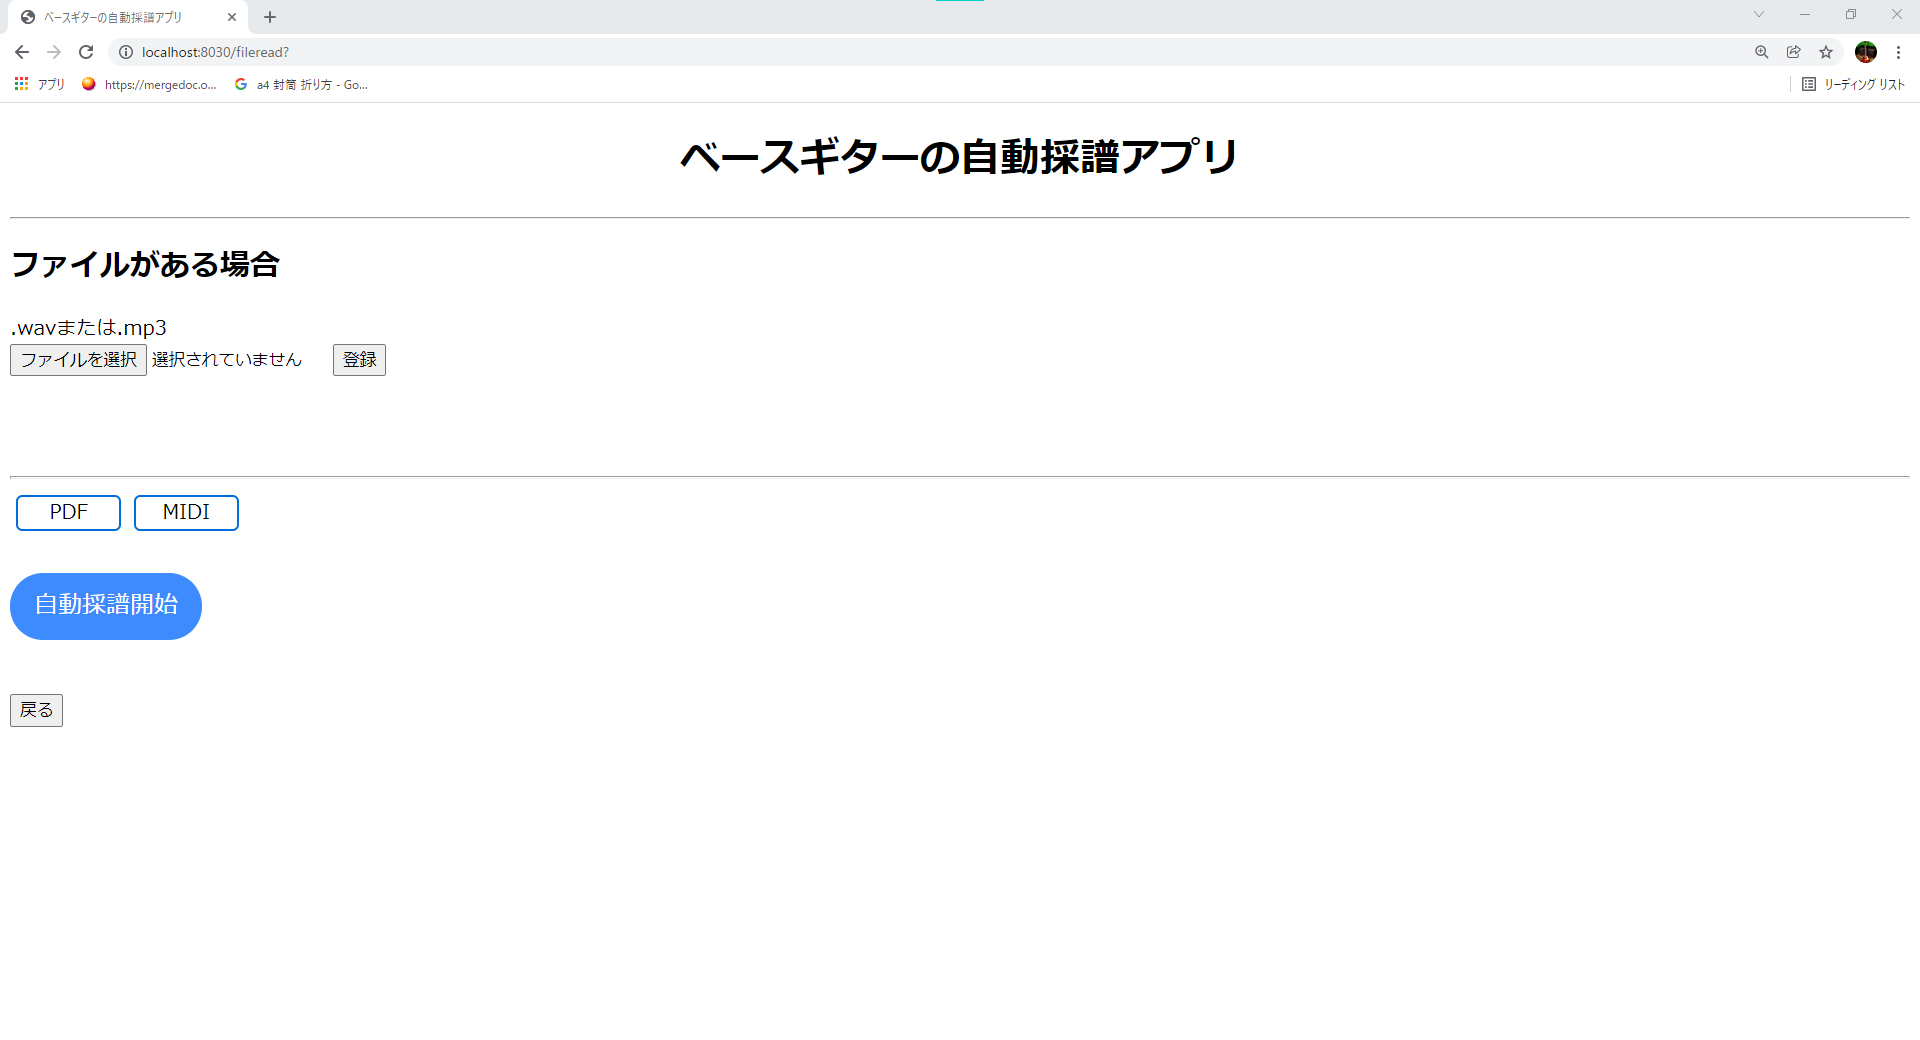 ベースギターの自動採譜アプリ
localhost:8030/fileread?
アプリ https://mergedoc.o... a4 封筒 折り方 - Go... リーディング リスト
ベースギターの自動採譜アプリ
ファイルがある場合
.wavまたは.mp3
ファイルを選択 選択されていません 登録
PDF MIDI
自動採譜開始
戻る